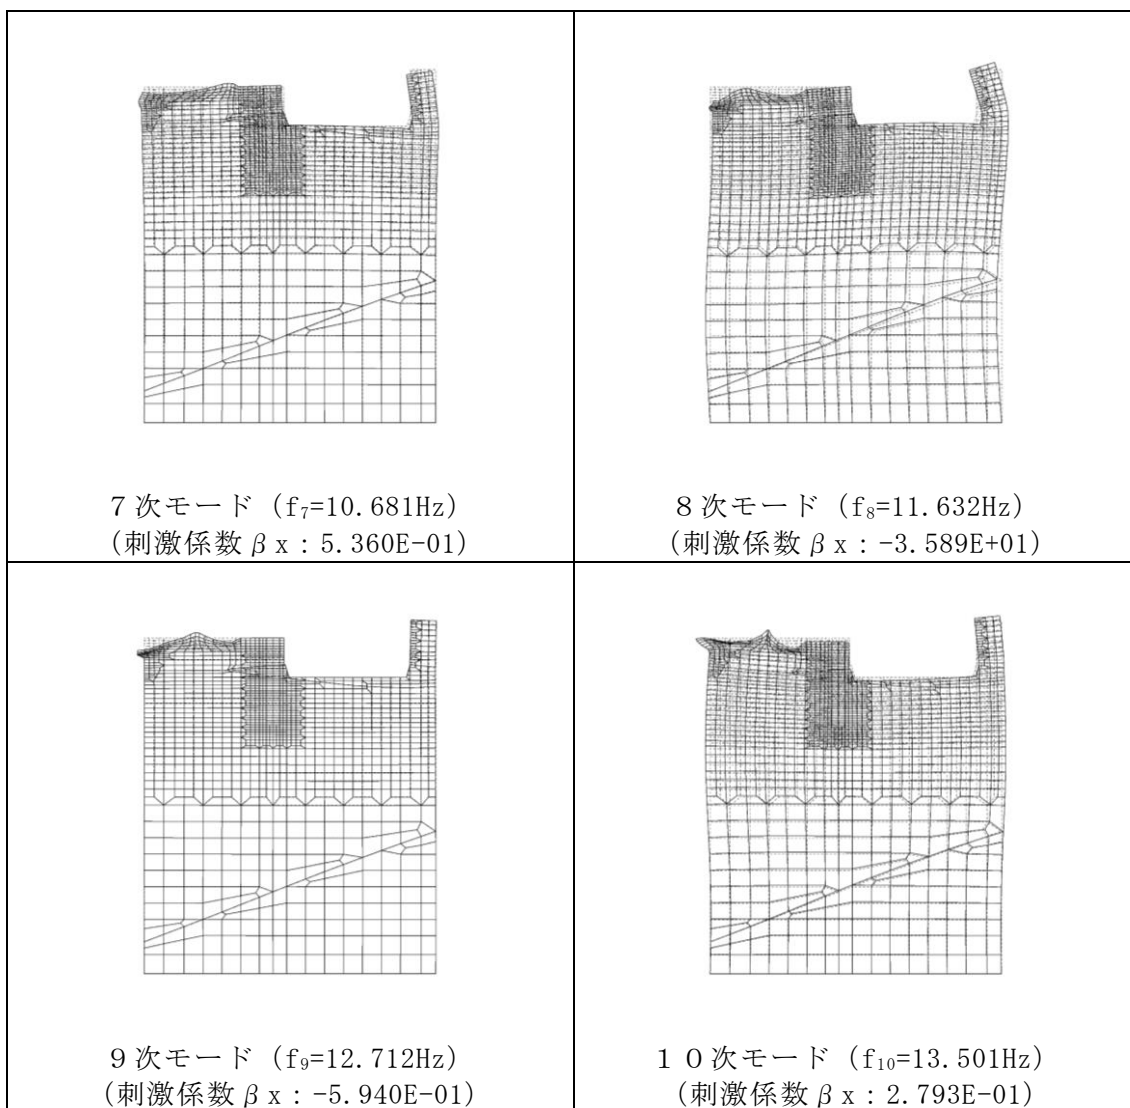 7次モード (f₇=10.681Hz)
(刺激係数βx:5.360E-01)
8次モード (f₈=11.632Hz)
(刺激係数βx:-3.589E+01)
9次モード (f₉=12.712Hz)
(刺激係数βx:-5.940E-01)
10次モード (f₁₀=13.501Hz)
(刺激係数βx:2.793E-01)